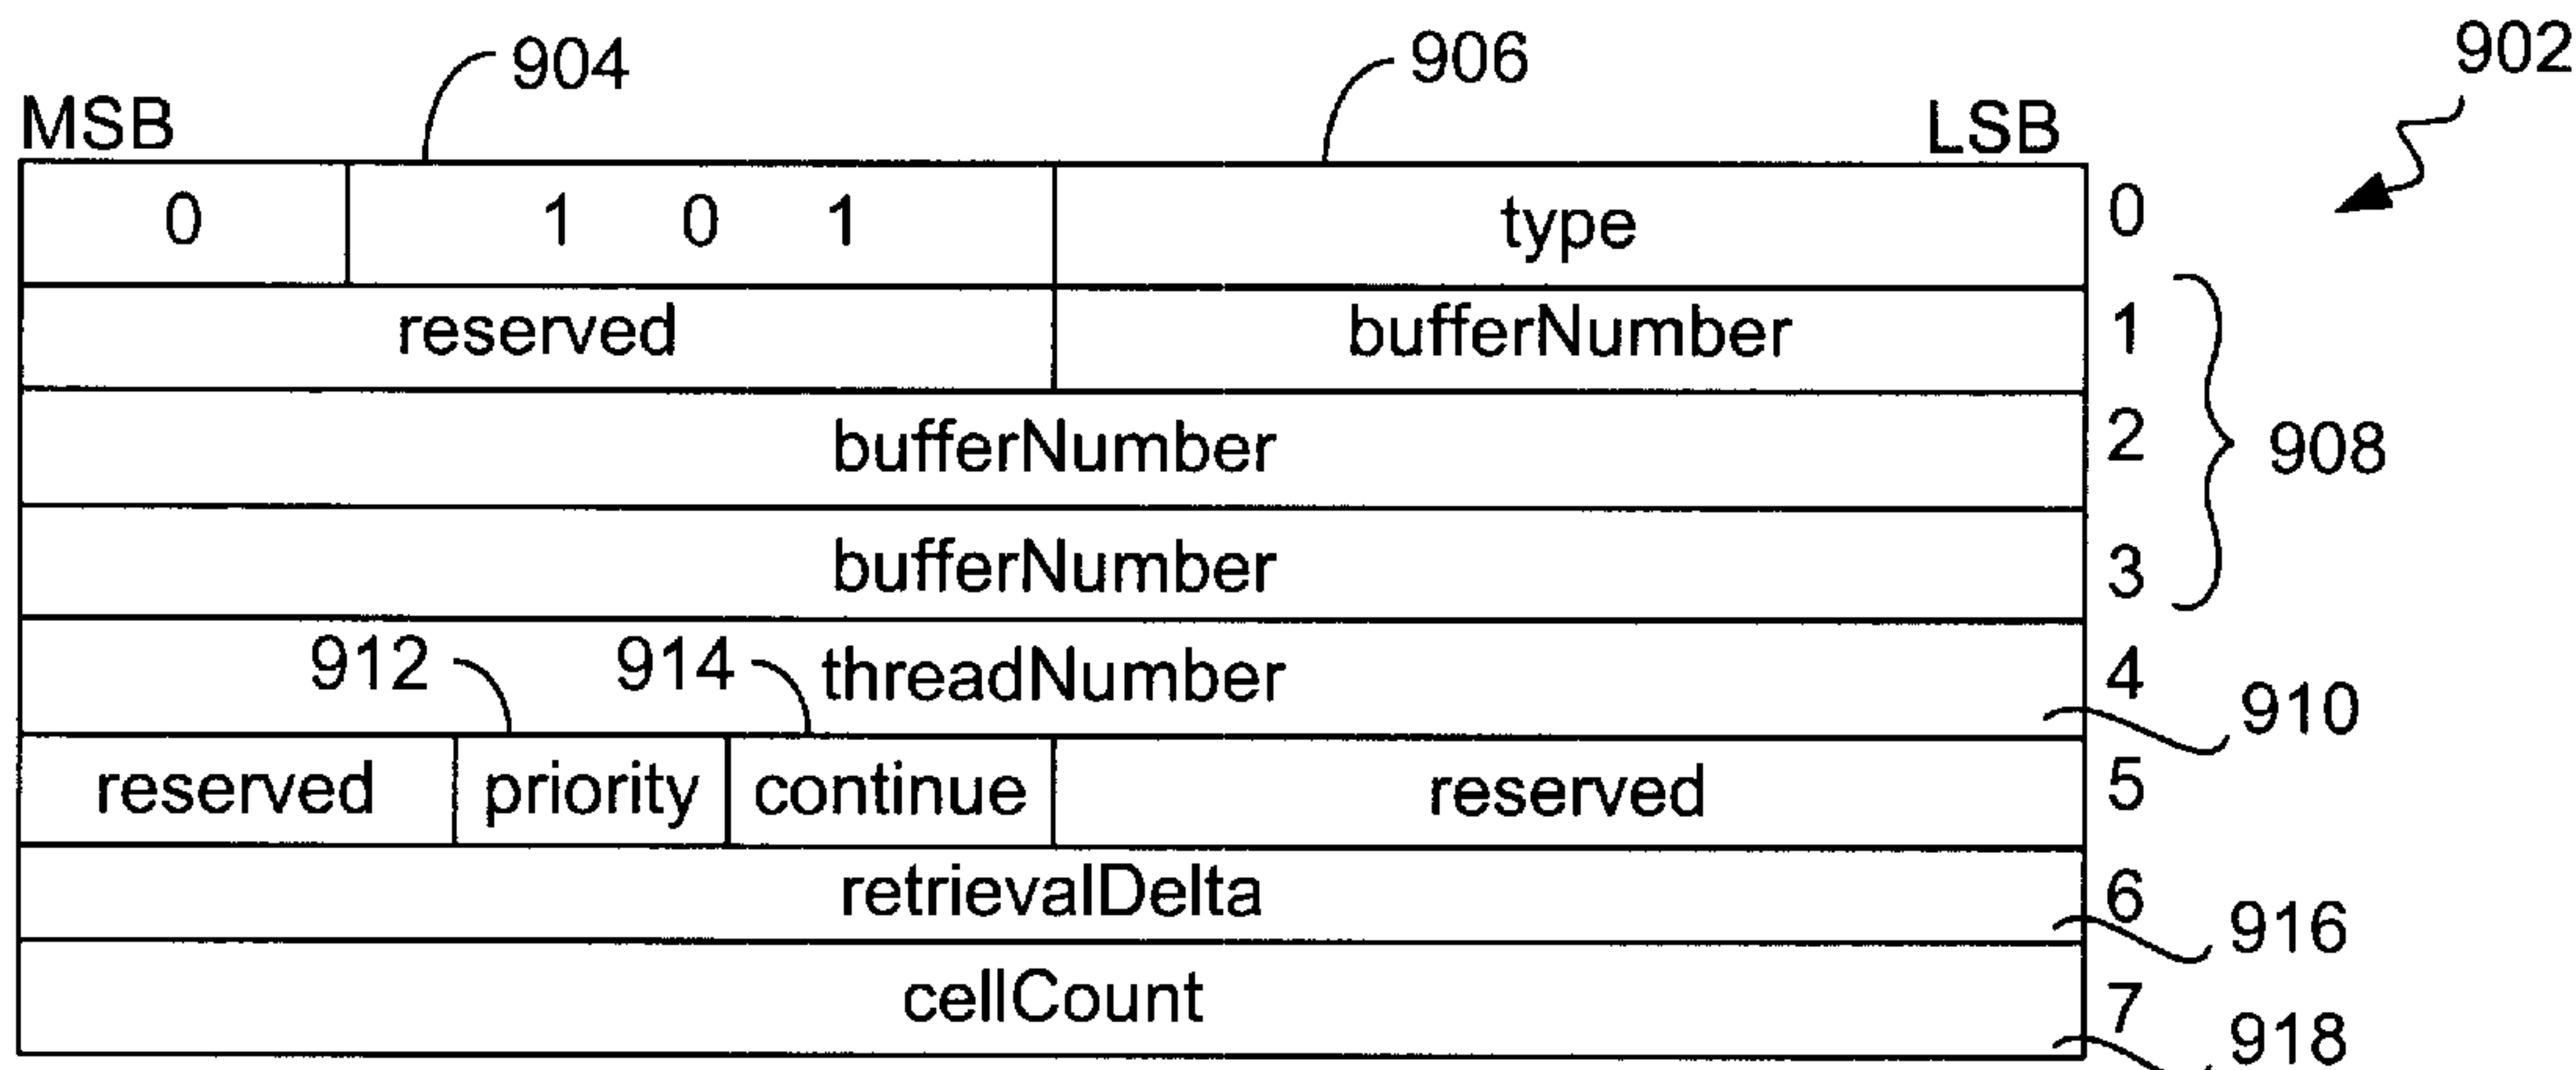 904 906 902
MSB LSB
0 1 0 1 type 0
reserved bufferNumber 1
bufferNumber 2 908
bufferNumber 3
912 914 threadNumber 4 910
reserved priority continue reserved 5
retrievalDelta 6 916
cellCount 7 918